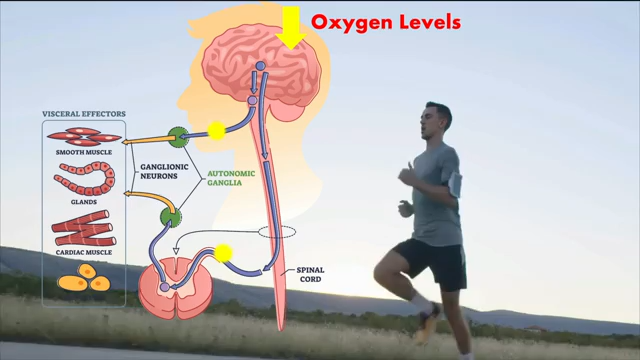 Oxygen Levels
VISCERAL EFFECTORS
SMOOTH MUSCLE
GLANDS
CARDIAC MUSCLE
GANGLIONIC
NEURONS
AUTONOMIC
GANGLIA
SPINAL
CORD